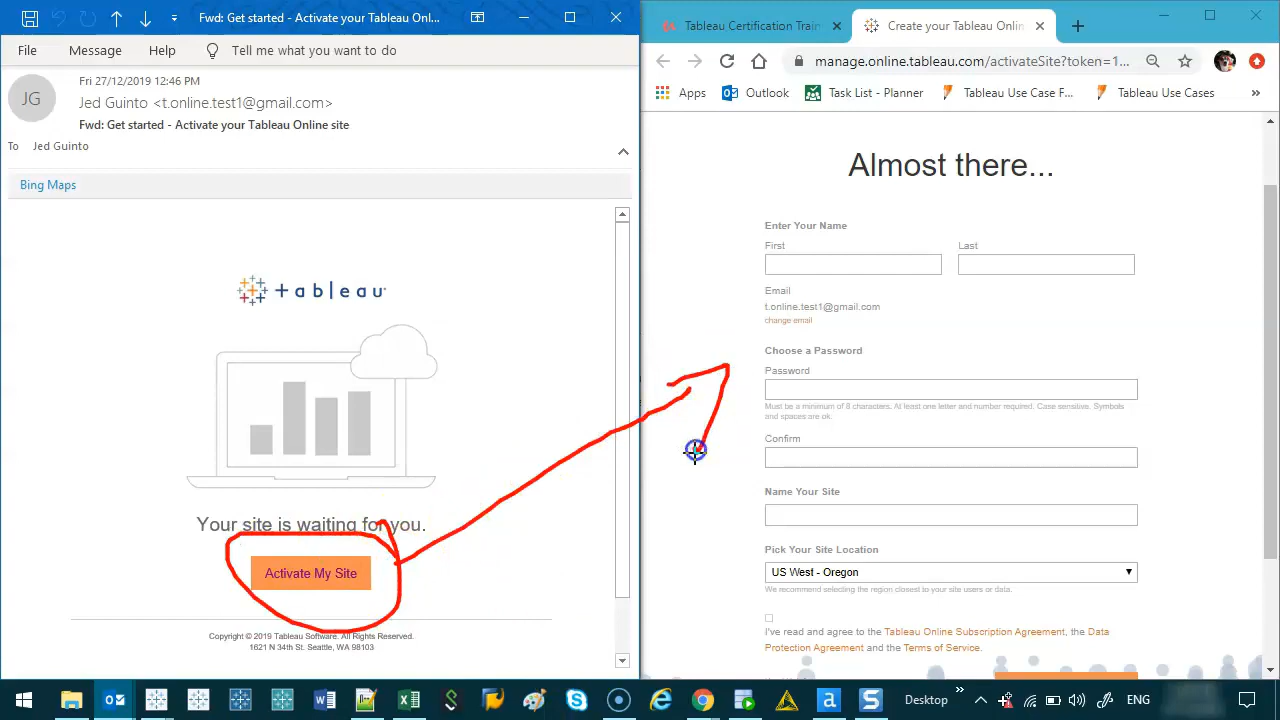 Fwd: Get started - Activate your Tableau Onl...
File Message Help Tell me what you want to do
Fri 27/12/2019 12:46 PM
JG
Jed Guinto <t.online.test1@gmail.com>
Fwd: Get started - Activate your Tableau Online site
To Jed Guinto
Bing Maps
+ableau
Your site is waiting for you.
Activate My Site
Copyright © 2019 Tableau Software. All Rights Reserved.
1621 N 34th St. Seattle, WA 98103
Tableau Certification Train
Create your Tableau Onlin
manage.online.tableau.com/activateSite?token=1...
Apps Outlook Task List - Planner Tableau Use Case F... Tableau Use Cases »
Almost there...
Enter Your Name
First Last
Email
t.online.test1@gmail.com
change email
Choose a Password
Password
Must be a minimum of 8 characters. At least one letter and number required. Case sensitive. Symbols
and spaces are ok.
Confirm
Name Your Site
Pick Your Site Location
US West - Oregon
We recommend selecting the region closest to your site users or data.
I've read and agree to the Tableau Online Subscription Agreement, the Data
Protection Agreement and the Terms of Service.
Desktop » ENG